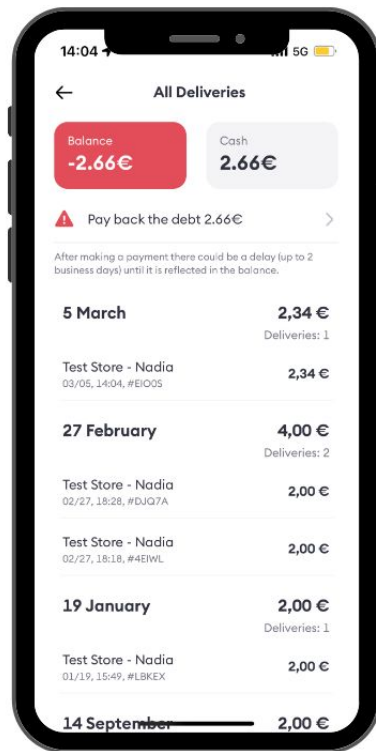 14:04
5G
All Deliveries
Balance
-2.66€
Cash
2.66€
Pay back the debt 2.66€
After making a payment there could be a delay (up to 2
business days) until it is reflected in the balance.
5 March 2,34 €
Deliveries: 1
Test Store - Nadia
03/05, 14:04, #EIO0S
2,34 €
27 February 4,00 €
Deliveries: 2
Test Store - Nadia
02/27, 18:28, #DJQ7A
2,00 €
Test Store - Nadia
02/27, 18:18, #4EIWL
2,00 €
19 January 2,00 €
Deliveries: 1
Test Store - Nadia
01/19, 15:49, #LBKEX
2,00 €
14 September 2,00 €